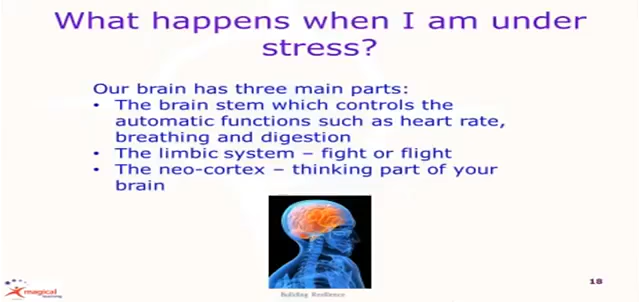 What happens when I am under
stress?
Our brain has three main parts:
• The brain stem which controls the
automatic functions such as heart rate,
breathing and digestion
• The limbic system – fight or flight
• The neo-cortex – thinking part of your
brain
magical
learning
Building Resilience
18